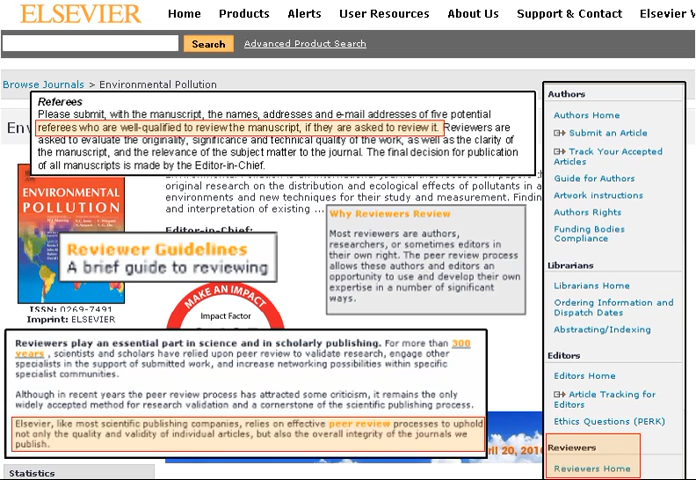 ELSEVIER
Home Products Alerts User Resources About Us Support & Contact Elsevier
Search Advanced Product Search
Browse Journals > Environmental Pollution
Referees
Please submit, with the manuscript, the names, addresses and e-mail addresses of five potential
referees who are well-qualified to review the manuscript, if they are asked to review it. Reviewers are
asked to evaluate the originality, significance and technical quality of the work, as well as the clarity of
the manuscript, and the relevance of the subject matter to the journal. The final decision for publication
of all manuscripts is made by the Editor-in-Chief.
original research on the distribution and ecological effects of pollutants in a
environments and new techniques for their study and measurement.
and interpretation of existing ...
Editor-in-Chief:
ENVIRONMENTAL
POLLUTION
ISSN: 0269-7491
Imprint: ELSEVIER
Reviewer Guidelines
A brief guide to reviewing
MAKE AN IMPACT
Impact Factor
Why Reviewers Review
Most reviewers are authors,
researchers, or sometimes editors in
their own right. The peer review process
allows these authors and editors an
opportunity to use and develop their own
expertise in a number of significant
ways.
Reviewers play an essential part in science and in scholarly publishing. For more than 300
years , scientists and scholars have relied upon peer review to validate research, engage other
specialists in the support of submitted work, and increase networking possibilities within specific
specialist communities.
Although in recent years the peer review process has attracted some criticism, it remains the only
widely accepted method for research validation and a cornerstone of the scientific publishing process.
Elsevier, like most scientific publishing companies, relies on effective peer review processes to uphold
not only the quality and validity of individual articles, but also the overall integrity of the journals we
publish.
Statistics
Authors
Authors Home
Submit an Article
Track Your Accepted
Articles
Guide for Authors
Artwork instructions
Authors Rights
Funding Bodies
Compliance
Librarians
Librarians Home
Ordering Information and
Dispatch Dates
Abstracting/Indexing
Editors
Editors Home
Article Tracking for
Editors
Ethics Questions (PERK)
Reviewers
Reviewers Home